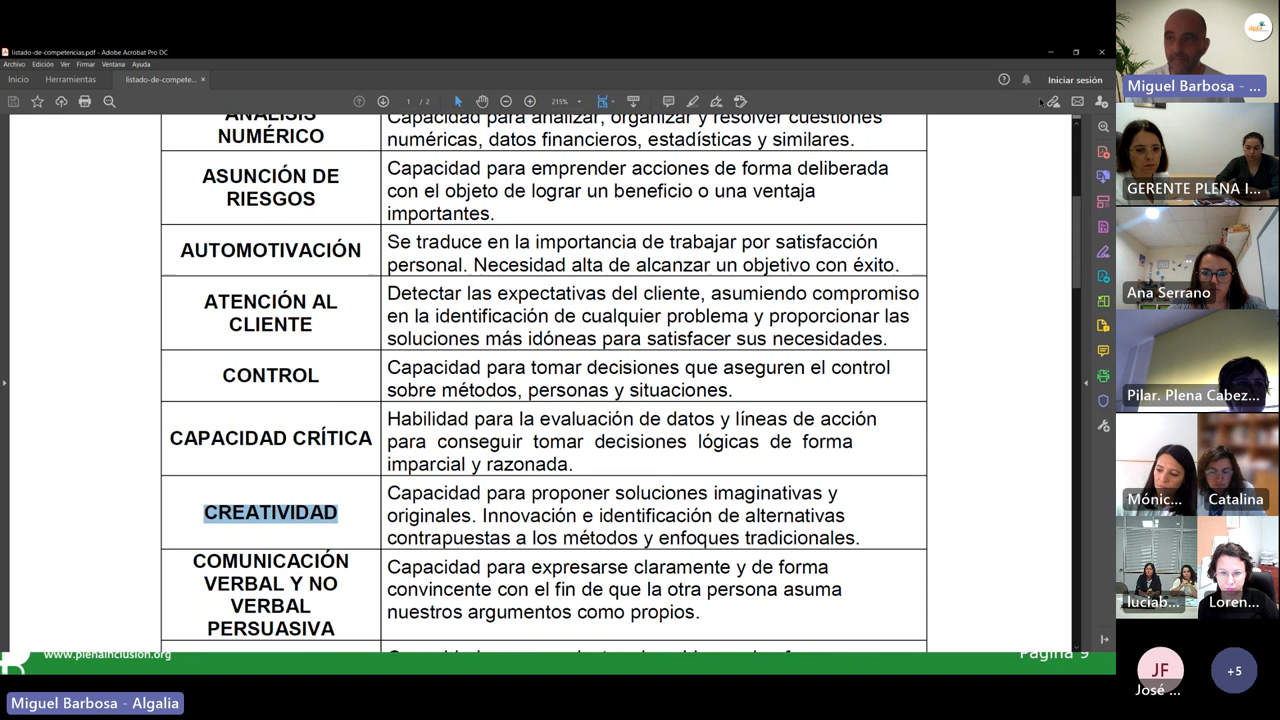 listado-de-competencias.pdf - Adobe Acrobat Pro DC
Archivo Edición Ver Firmar Ventana Ayuda
Inicio Herramientas listado-de-compete... ×
Iniciar sesión
1 / 2 215%
ANÁLISIS
NUMÉRICO
Capacidad para analizar, organizar y resolver cuestiones
numéricas, datos financieros, estadísticas y similares.
ASUNCIÓN DE
RIESGOS
Capacidad para emprender acciones de forma deliberada
con el objeto de lograr un beneficio o una ventaja
importantes.
AUTOMOTIVACIÓN
Se traduce en la importancia de trabajar por satisfacción
personal. Necesidad alta de alcanzar un objetivo con éxito.
ATENCIÓN AL
CLIENTE
Detectar las expectativas del cliente, asumiendo compromiso
en la identificación de cualquier problema y proporcionar las
soluciones más idóneas para satisfacer sus necesidades.
CONTROL
Capacidad para tomar decisiones que aseguren el control
sobre métodos, personas y situaciones.
CAPACIDAD CRÍTICA
Habilidad para la evaluación de datos y líneas de acción
para conseguir tomar decisiones lógicas de forma
imparcial y razonada.
CREATIVIDAD
Capacidad para proponer soluciones imaginativas y
originales. Innovación e identificación de alternativas
contrapuestas a los métodos y enfoques tradicionales.
COMUNICACIÓN
VERBAL Y NO
VERBAL
PERSUASIVA
Capacidad para expresarse claramente y de forma
convincente con el fin de que la otra persona asuma
nuestros argumentos como propios.
www.plenainclusion.org
Página 9
Miguel Barbosa - Algalia
Miguel Barbosa - ...
GERENTE PLENA I...
Ana Serrano
Pilar. Plena Cabez...
Mónic...
Catalina
luciab...
Loren...
JF
José ...
+5